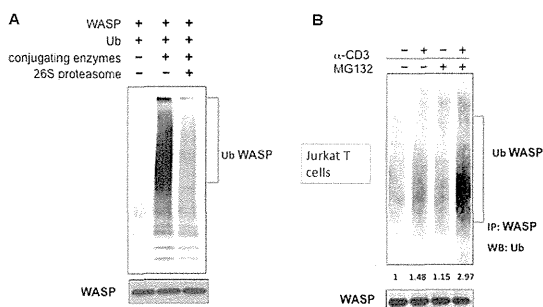 A
WASP + + +
Ub + + +
conjugating enzymes - + +
26S proteasome - - +
Ub WASP
WASP
B
α-CD3 - + - +
MG132 - - + +
Jurkat T
cells
Ub WASP
IP: WASP
WB: Ub
1 1.48 1.15 2.97
WASP